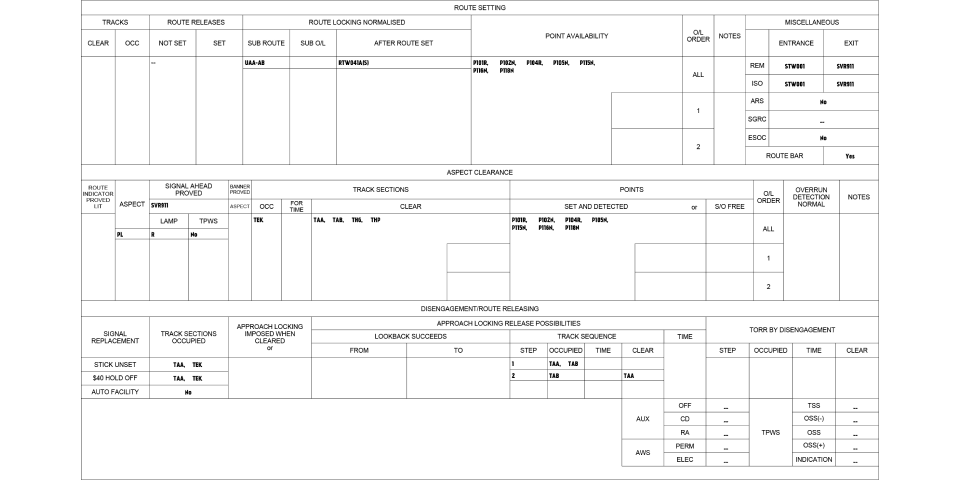 ROUTE SETTING
TRACKS ROUTE RELEASES ROUTE LOCKING NORMALISED POINT AVAILABILITY O/L ORDER NOTES MISCELLANEOUS
CLEAR OCC NOT SET SET SUB ROUTE SUB O/L AFTER ROUTE SET ENTRANCE EXIT
-- UAA-AB RTW041A(S) P101R, P102N, P104R, P105N, P115N,
P116N, P118N
ALL
REM STW001 SVR911
ISO STW001 SVR911
1
ARS No
SGRC --
2
ESOC No
ROUTE BAR Yes
ASPECT CLEARANCE
ROUTE INDICATOR PROVED LIT ASPECT SIGNAL AHEAD PROVED BANNER PROVED TRACK SECTIONS POINTS O/L ORDER OVERRUN DETECTION NORMAL NOTES
SVR911 ASPECT OCC FOR TIME CLEAR SET AND DETECTED or S/O FREE
LAMP TPWS TEK TAA, TAB, THG, THP P101R, P102N, P104R, P105N,
P115N, P116N, P118N
PL R No
ALL
1
2
DISENGAGEMENT/ROUTE RELEASING
SIGNAL REPLACEMENT TRACK SECTIONS OCCUPIED APPROACH LOCKING IMPOSED WHEN CLEARED or APPROACH LOCKING RELEASE POSSIBILITIES TORR BY DISENGAGEMENT
LOOKBACK SUCCEEDS TRACK SEQUENCE TIME
FROM TO STEP OCCUPIED TIME CLEAR STEP OCCUPIED TIME CLEAR
STICK UNSET TAA, TEK 1 TAA, TAB
$40 HOLD OFF TAA, TEK 2 TAB TAA
AUTO FACILITY No
AUX OFF -- TPWS TSS --
CD -- OSS(-) --
RA -- OSS --
AWS PERM -- OSS(+) --
ELEC -- INDICATION --